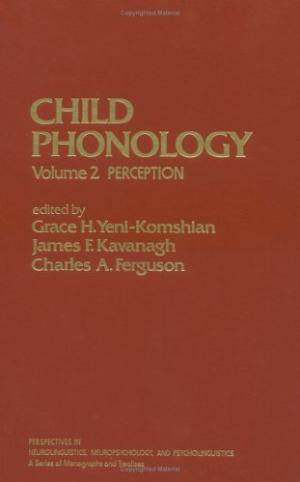 CHILD
PHONOLOGY
Volume 2 PERCEPTION
edited by
Grace H. Yeni-Komshian
James F. Kavanagh
Charles A. Ferguson
PERSPECTIVES IN
NEUROLINGUISTICS, NEUROPSYCHOLOGY, AND PSYCHOLINGUISTICS
A Series of Monographs and Treatises